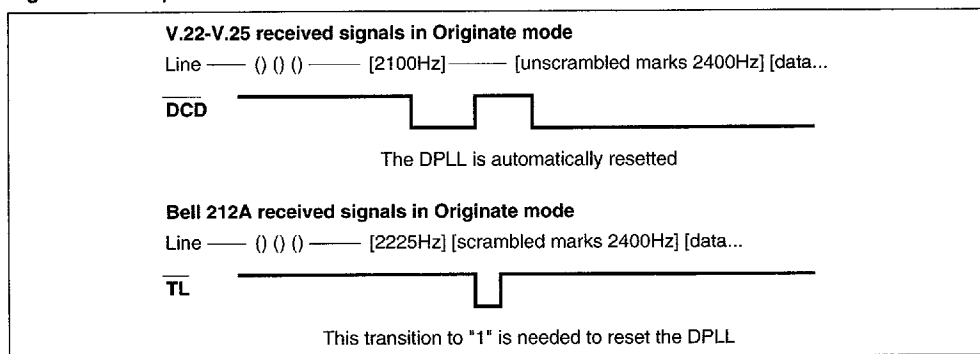 V.22-V.25 received signals in Originate mode
Line —— () () () —— [2100Hz] —— [unscrambled marks 2400Hz] [data...
DCD
The DPLL is automatically resetted
Bell 212A received signals in Originate mode
Line —— () () () —— [2225Hz] [scrambled marks 2400Hz] [data...
TL
This transition to "1" is needed to reset the DPLL